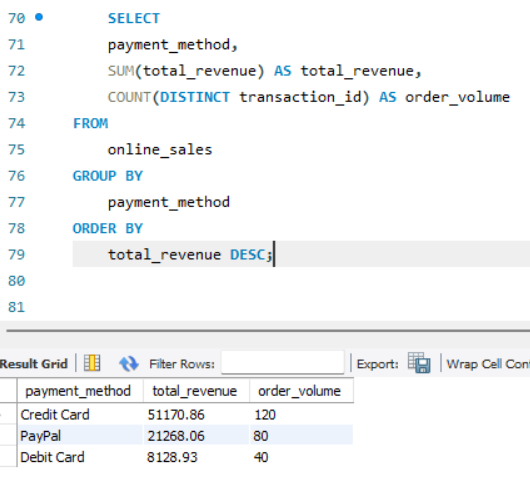 70 SELECT
71 payment_method,
72 SUM(total_revenue) AS total_revenue,
73 COUNT(DISTINCT transaction_id) AS order_volume
74 FROM
75 online_sales
76 GROUP BY
77 payment_method
78 ORDER BY
79 total_revenue DESC;
80
81
Result Grid Filter Rows: Export: Wrap Cell Cont
payment_method total_revenue order_volume
Credit Card 51170.86 120
PayPal 21268.06 80
Debit Card 8128.93 40